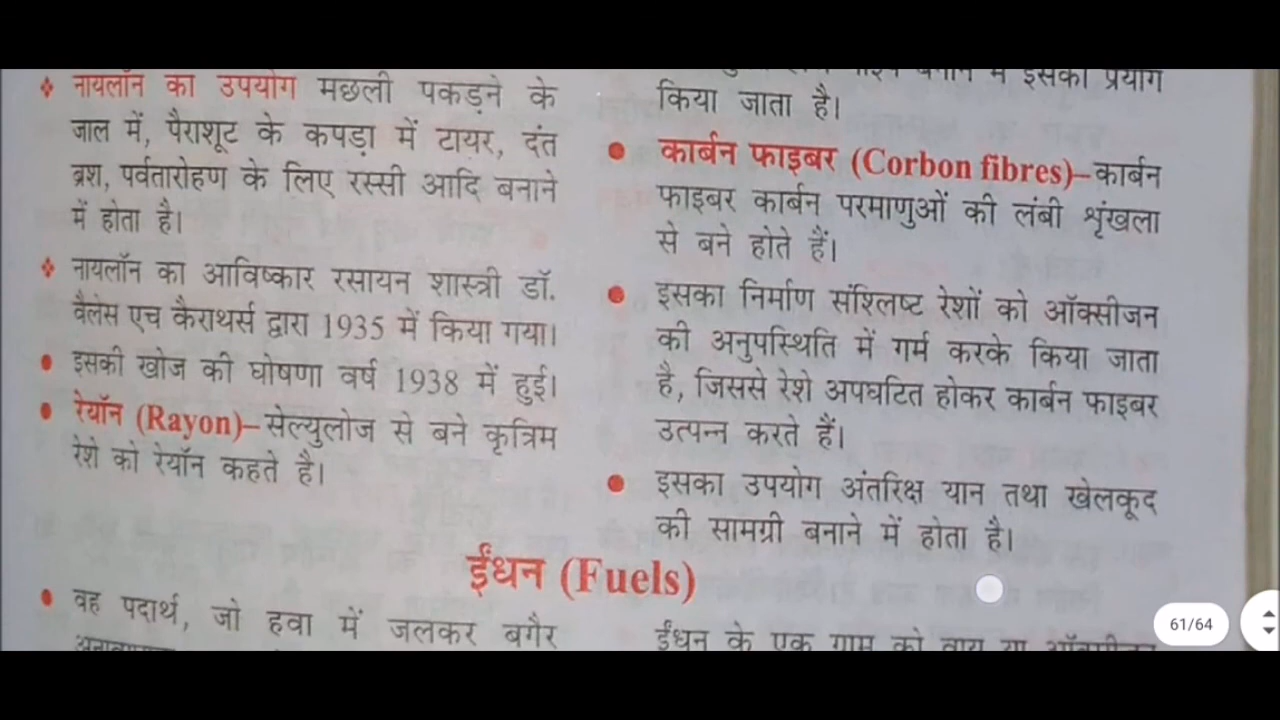 नायलॉन का उपयोग मछली पकड़ने के
जाल में, पैराशूट के कपड़ा में टायर, दंत
ब्रश, पर्वतारोहण के लिए रस्सी आदि बनाने
में होता है।
नायलॉन का आविष्कार रसायन शास्त्री डॉ.
वैलेस एच कैराथर्स द्वारा 1935 में किया गया।
इसकी खोज की घोषणा वर्ष 1938 में हुई।
रेयॉन (Rayon)–सेल्युलोज से बने कृत्रिम
रेशे को रेयॉन कहते है।
में इसका प्रयोग
किया जाता है।
कार्बन फाइबर (Corbon fibres)–कार्बन
फाइबर कार्बन परमाणुओं की लंबी शृंखला
से बने होते हैं।
इसका निर्माण संश्लिष्ट रेशों को ऑक्सीजन
की अनुपस्थिति में गर्म करके किया जाता
है, जिससे रेशे अपघटित होकर कार्बन फाइबर
उत्पन्न करते हैं।
इसका उपयोग अंतरिक्ष यान तथा खेलकूद
की सामग्री बनाने में होता है।
ईंधन (Fuels)
वह पदार्थ, जो हवा में जलकर बगैर
ईंधन के एक ग्राम को वायु या
61/64